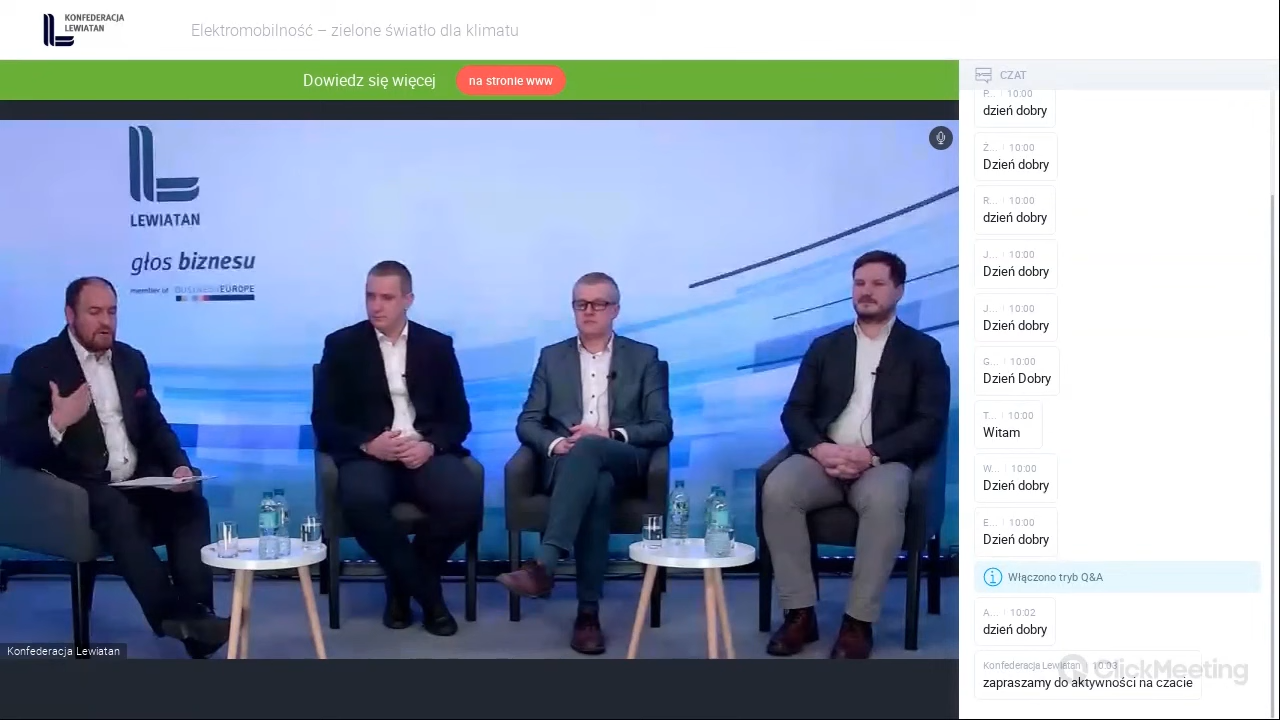 KONFEDERACJA
LEWIATAN
Elektromobilność – zielone światło dla klimatu
Dowiedz się więcej
na stronie www
LEWIATAN
głos biznesu
member of BUSINESSEUROPE
Konfederacja Lewiatan
CZAT
P... 10:00
dzień dobry
Ż... 10:00
Dzień dobry
R... 10:00
dzień dobry
J... 10:00
Dzień dobry
J... 10:00
Dzień dobry
G... 10:00
Dzień Dobry
T... 10:00
Witam
W... 10:00
Dzień dobry
E... 10:00
Dzień dobry
Włączono tryb Q&A
A... 10:02
dzień dobry
Konfederacja Lewiatan 10:03
zapraszamy do aktywności na czacie
ClickMeeting